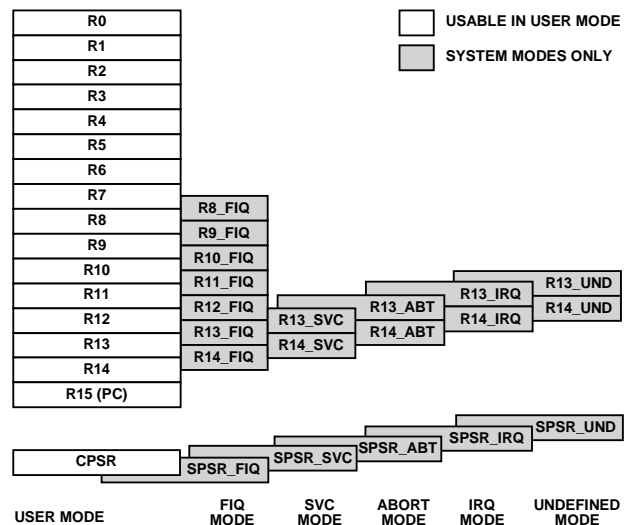 R0
R1
R2
R3
R4
R5
R6
R7
R8
R9
R10
R11
R12
R13
R14
R15 (PC)
R8_FIQ
R9_FIQ
R10_FIQ
R11_FIQ
R12_FIQ
R13_FIQ
R14_FIQ
R13_SVC
R14_SVC
R13_ABT
R14_ABT
R13_IRQ
R14_IRQ
R13_UND
R14_UND
USABLE IN USER MODE
SYSTEM MODES ONLY
CPSR
SPSR_FIQ
SPSR_SVC
SPSR_ABT
SPSR_IRQ
SPSR_UND
USER MODE
FIQ
MODE
SVC
MODE
ABORT
MODE
IRQ
MODE
UNDEFINED
MODE